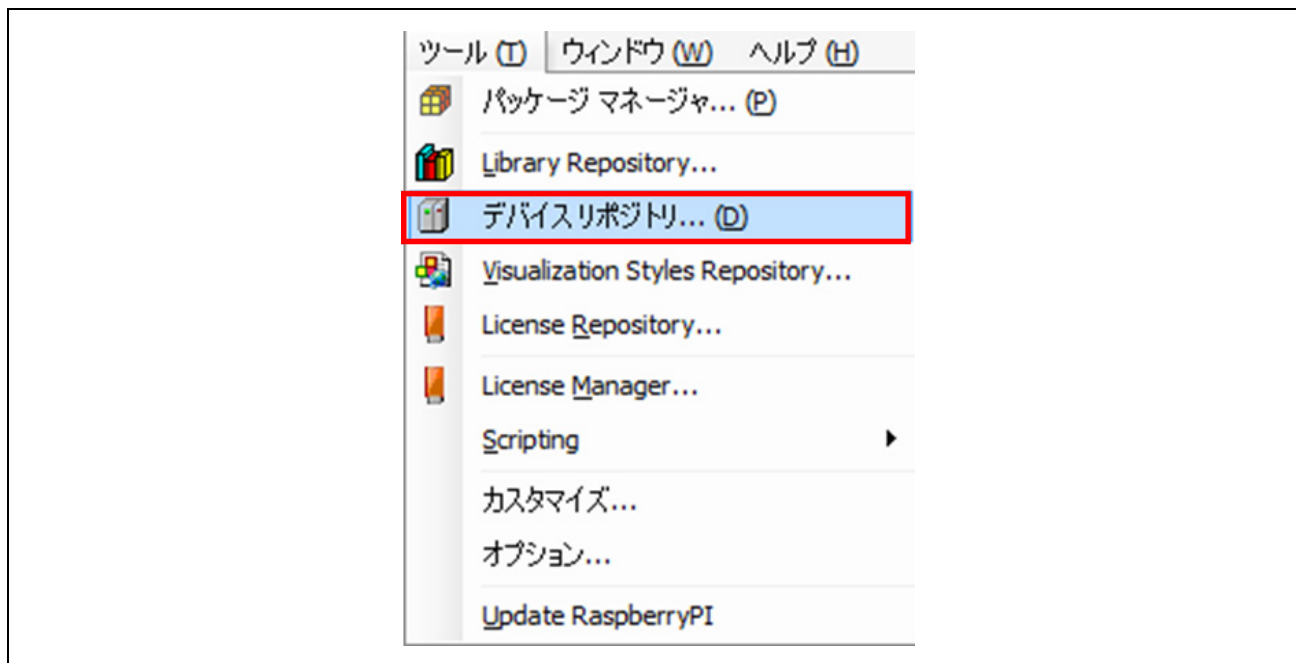 ツール (T) ウィンドウ (W) ヘルプ (H)
パッケージ マネージャ... (P)
Library Repository...
デバイス リポジトリ... (D)
Visualization Styles Repository...
License Repository...
License Manager...
Scripting
カスタマイズ...
オプション...
Update RaspberryPI